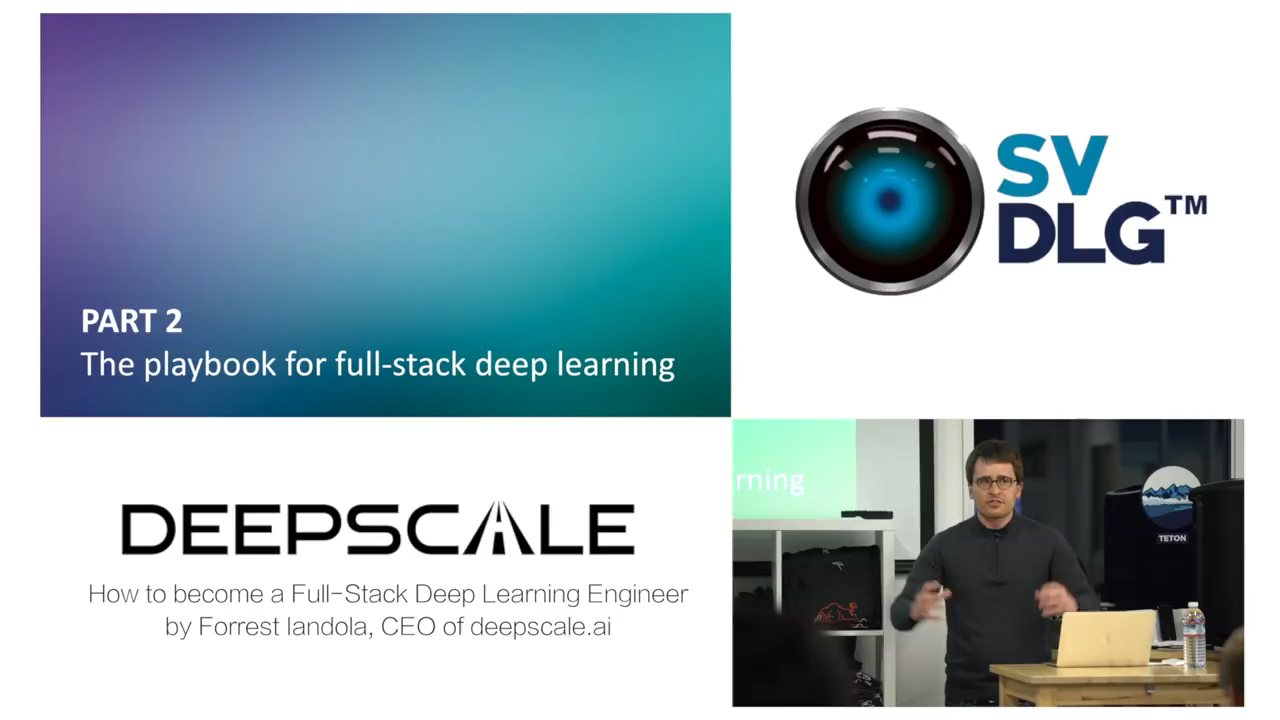 PART 2
The playbook for full-stack deep learning
SV
DLG™
DEEPSCALE
How to become a Full-Stack Deep Learning Engineer
by Forrest Iandola, CEO of deepscale.ai
rning
TETON